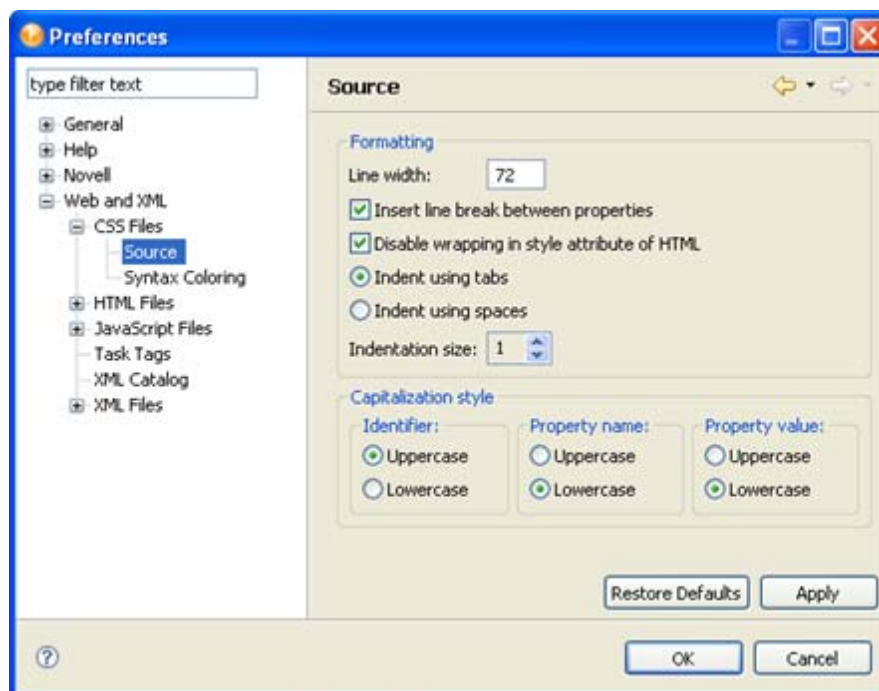 Preferences
type filter text
General
Help
Novell
Web and XML
CSS Files
Source
Syntax Coloring
HTML Files
JavaScript Files
Task Tags
XML Catalog
XML Files
Source
Formatting
Line width: 72
Insert line break between properties
Disable wrapping in style attribute of HTML
Indent using tabs
Indent using spaces
Indentation size: 1
Capitalization style
Identifier: Property name: Property value:
Uppercase Uppercase Uppercase
Lowercase Lowercase Lowercase
Restore Defaults Apply
? OK Cancel